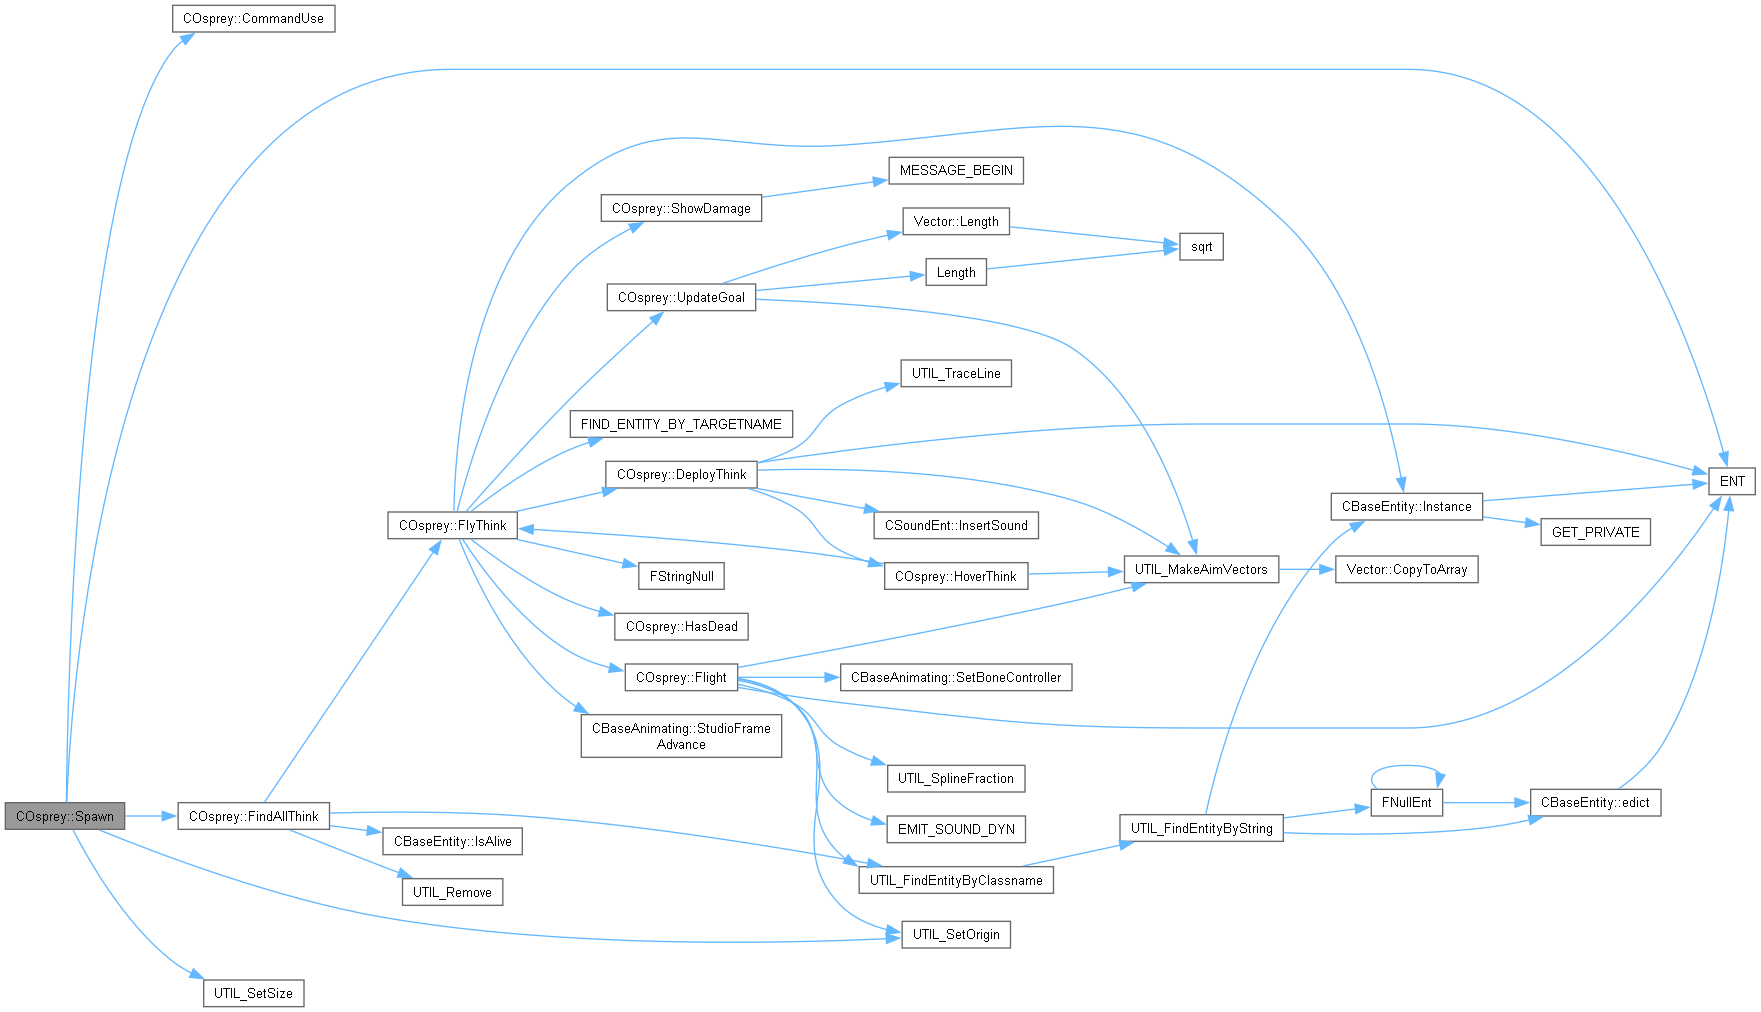 COsprey::CommandUse
MESSAGE_BEGIN
COsprey::ShowDamage
Vector::Length
sqrt
Length
COsprey::UpdateGoal
UTIL_TraceLine
FIND_ENTITY_BY_TARGETNAME
COsprey::DeployThink
ENT
CBaseEntity::Instance
COsprey::FlyThink
CSoundEnt::InsertSound
GET_PRIVATE
FStringNull
COsprey::HoverThink
UTIL_MakeAimVectors
Vector::CopyToArray
COsprey::HasDead
COsprey::Flight
CBaseAnimating::SetBoneController
CBaseAnimating::StudioFrame
Advance
UTIL_SplineFraction
FNullEnt
CBaseEntity::edict
COsprey::Spawn
COsprey::FindAllThink
EMIT_SOUND_DYN
UTIL_FindEntityByString
CBaseEntity::IsAlive
UTIL_FindEntityByClassname
UTIL_Remove
UTIL_SetOrigin
UTIL_SetSize